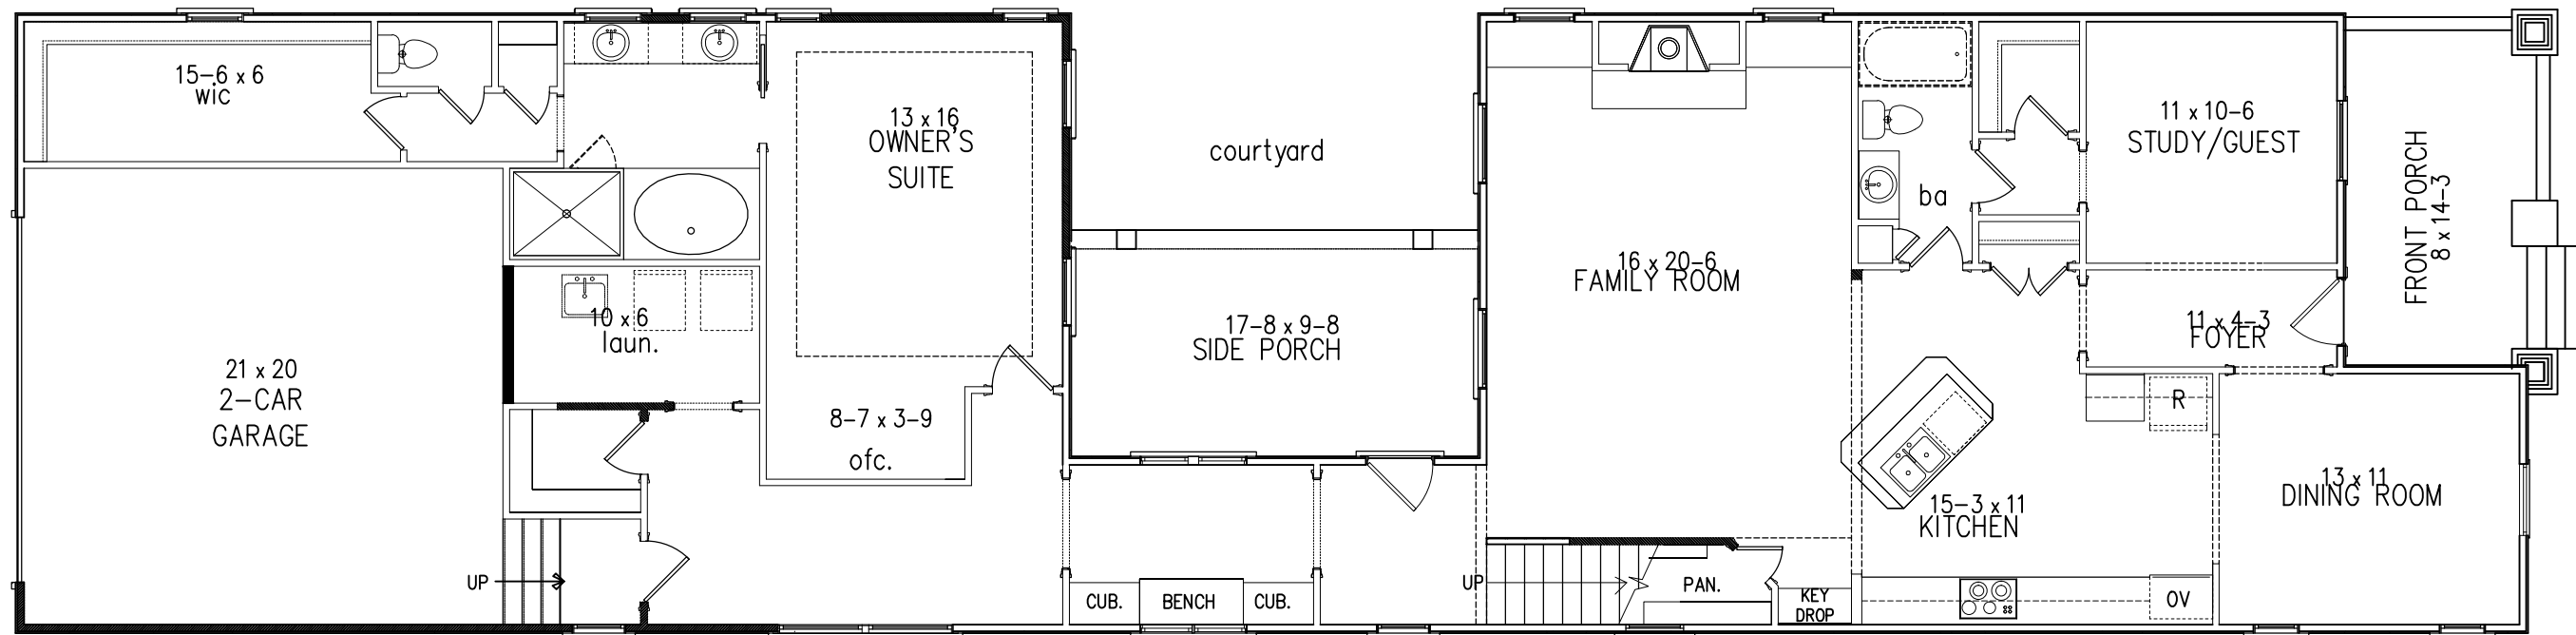 15-6 x 6
WIC
13 x 16
OWNER'S
SUITE
courtyard
11 x 10-6
STUDY/GUEST
FRONT PORCH
8 x 14-3
ba
16 x 20-6
FAMILY ROOM
10 x 6
laun.
17-8 x 9-8
SIDE PORCH
11 x 4-3
FOYER
21 x 20
2-CAR
GARAGE
8-7 x 3-9
ofc.
R
15-3 x 11
KITCHEN
13 x 11
DINING ROOM
UP
CUB.
BENCH
CUB.
UP
PAN.
KEY
DROP
OV